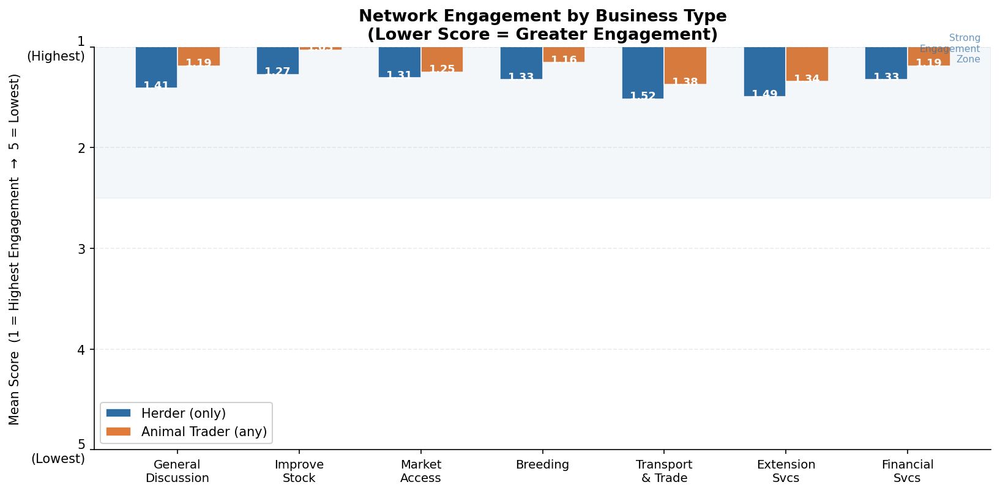 Network Engagement by Business Type
(Lower Score = Greater Engagement)
Strong
Engagement
Zone
1
(Highest)
2
3
4
5
(Lowest)
Mean Score (1 = Highest Engagement → 5 = Lowest)
1.41
1.19
1.27
1.03
1.31
1.25
1.33
1.16
1.52
1.38
1.49
1.34
1.33
1.19
Herder (only)
Animal Trader (any)
General
Discussion
Improve
Stock
Market
Access
Breeding
Transport
& Trade
Extension
Svcs
Financial
Svcs